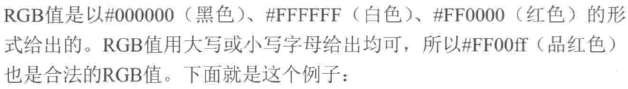 RGB值是以#000000（黑色）、#FFFFFF（白色）、#FF0000（红色）的形
式给出的。RGB值用大写或小写字母给出均可，所以#FF00ff（品红色）
也是合法的RGB值。下面就是这个例子：